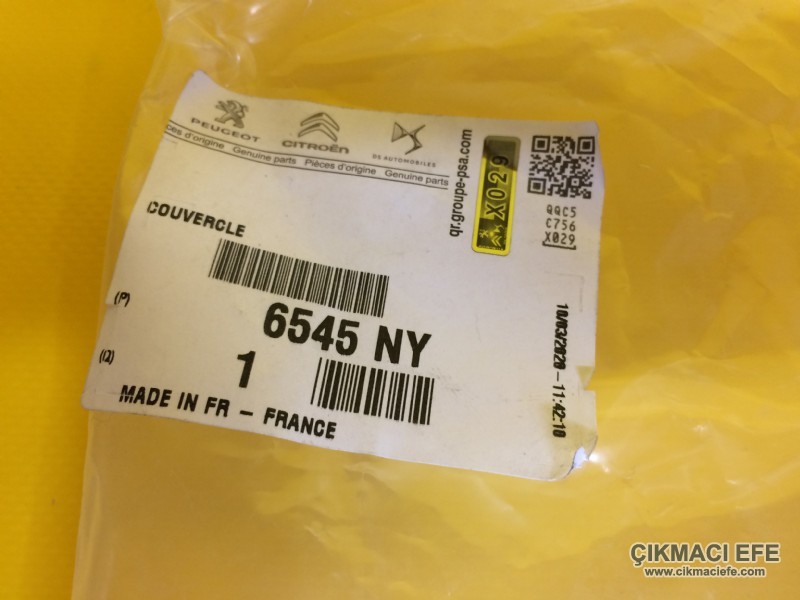 PEUGEOT
CITROËN
DS AUTOMOBILES
ces d'origine Genuine parts Pièces d'origine Genuine parts
qr.groupe-psa.com
X029
QQC5
C756
X029
COUVERCLE
(P)
6545 NY
(Q)
1
MADE IN FR - FRANCE
10/03/2020 - 11:42:10
ÇIKMACI EFE
www.cikmaciefe.com